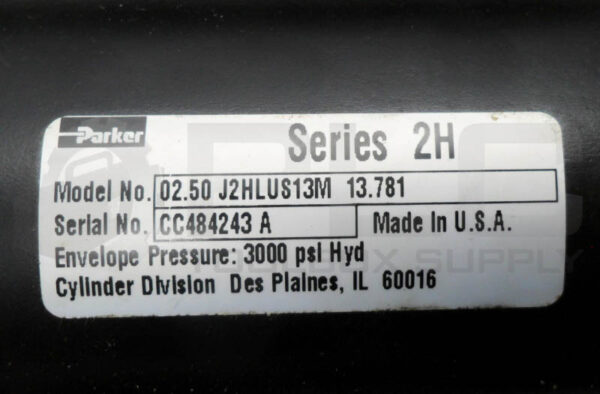 Parker
Series 2H
Model No. 02.50 J2HLUS13M 13.781
Serial No. CC484243 A Made In U.S.A.
Envelope Pressure: 3000 psi Hyd
Cylinder Division Des Plaines, IL 60016